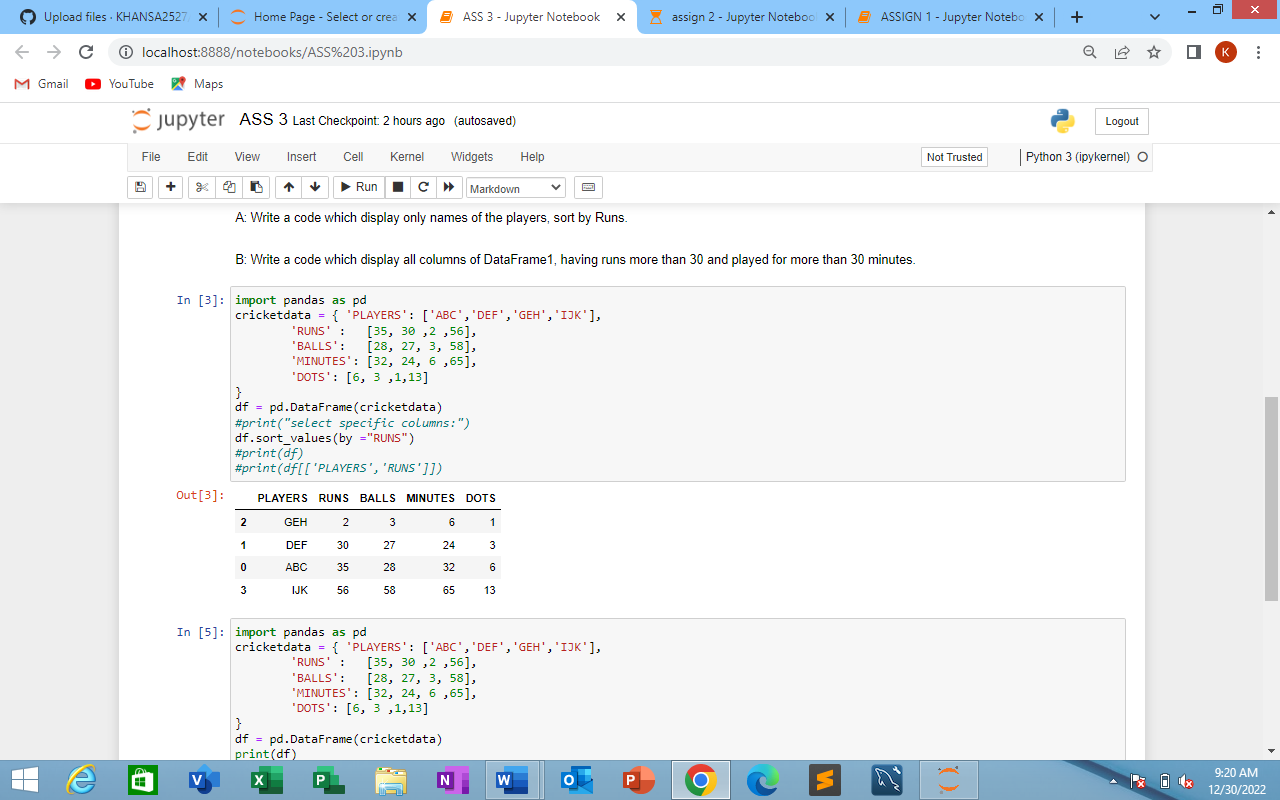 Upload files · KHANSA2527
Home Page - Select or crea
ASS 3 - Jupyter Notebook
assign 2 - Jupyter Noteboo
ASSIGN 1 - Jupyter Notebo
localhost:8888/notebooks/ASS%203.ipynb
K
Gmail
YouTube
Maps
jupyter ASS 3 Last Checkpoint: 2 hours ago (autosaved)
Logout
File Edit View Insert Cell Kernel Widgets Help
Not Trusted
Python 3 (ipykernel)
Run
Markdown
A: Write a code which display only names of the players, sort by Runs.
B: Write a code which display all columns of DataFrame1, having runs more than 30 and played for more than 30 minutes.
In [3]:
import pandas as pd
cricketdata = { 'PLAYERS': ['ABC','DEF','GEH','IJK'],
'RUNS' : [35, 30 ,2 ,56],
'BALLS': [28, 27, 3, 58],
'MINUTES': [32, 24, 6 ,65],
'DOTS': [6, 3 ,1,13]
}
df = pd.DataFrame(cricketdata)
#print("select specific columns:")
df.sort_values(by ="RUNS")
#print(df)
#print(df[['PLAYERS','RUNS']])
Out[3]:
PLAYERS RUNS BALLS MINUTES DOTS
2 GEH 2 3 6 1
1 DEF 30 27 24 3
0 ABC 35 28 32 6
3 IJK 56 58 65 13
In [5]:
import pandas as pd
cricketdata = { 'PLAYERS': ['ABC','DEF','GEH','IJK'],
'RUNS' : [35, 30 ,2 ,56],
'BALLS': [28, 27, 3, 58],
'MINUTES': [32, 24, 6 ,65],
'DOTS': [6, 3 ,1,13]
}
df = pd.DataFrame(cricketdata)
print(df)
9:20 AM
12/30/2022